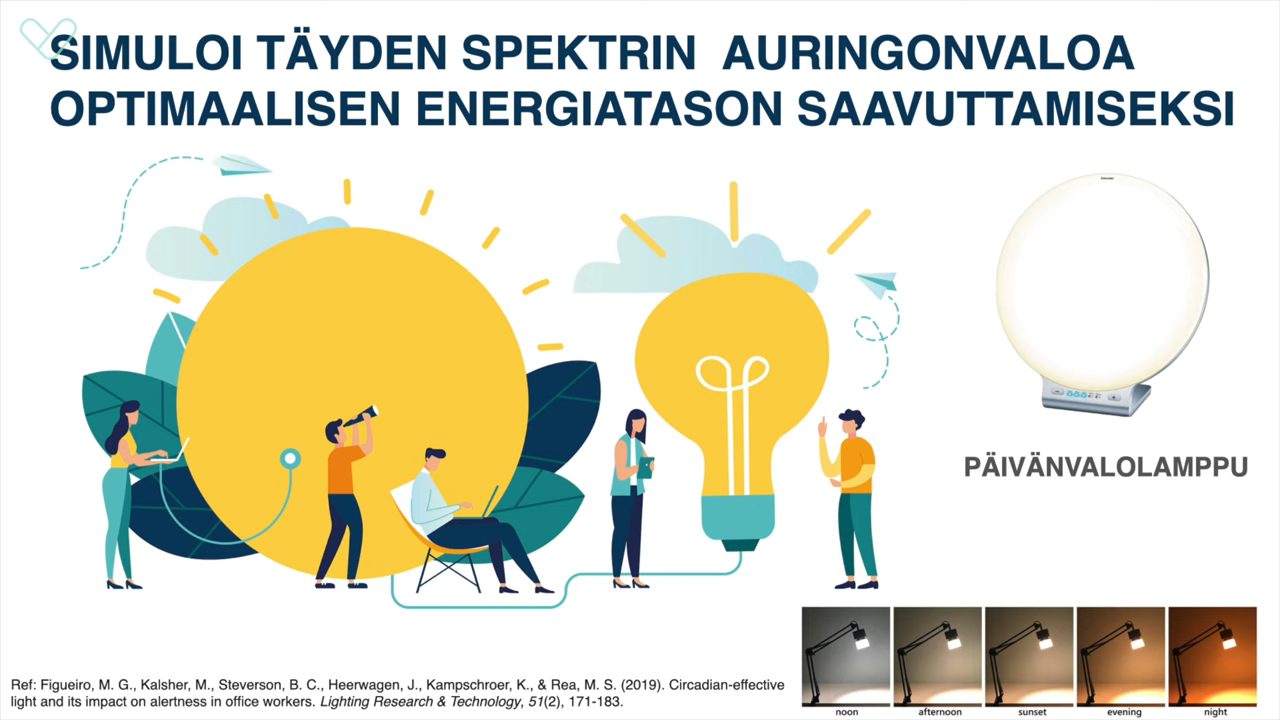 SIMULOI TÄYDEN SPEKTRIN AURINGONVALOA
OPTIMAALISEN ENERGIATASON SAAVUTTAMISEKSI
PÄIVÄNVALOLAMPPU
noon
afternoon
sunset
evening
night
Ref: Figueiro, M. G., Kalsher, M., Steverson, B. C., Heerwagen, J., Kampschroer, K., & Rea, M. S. (2019). Circadian-effective
light and its impact on alertness in office workers. Lighting Research & Technology, 51(2), 171-183.